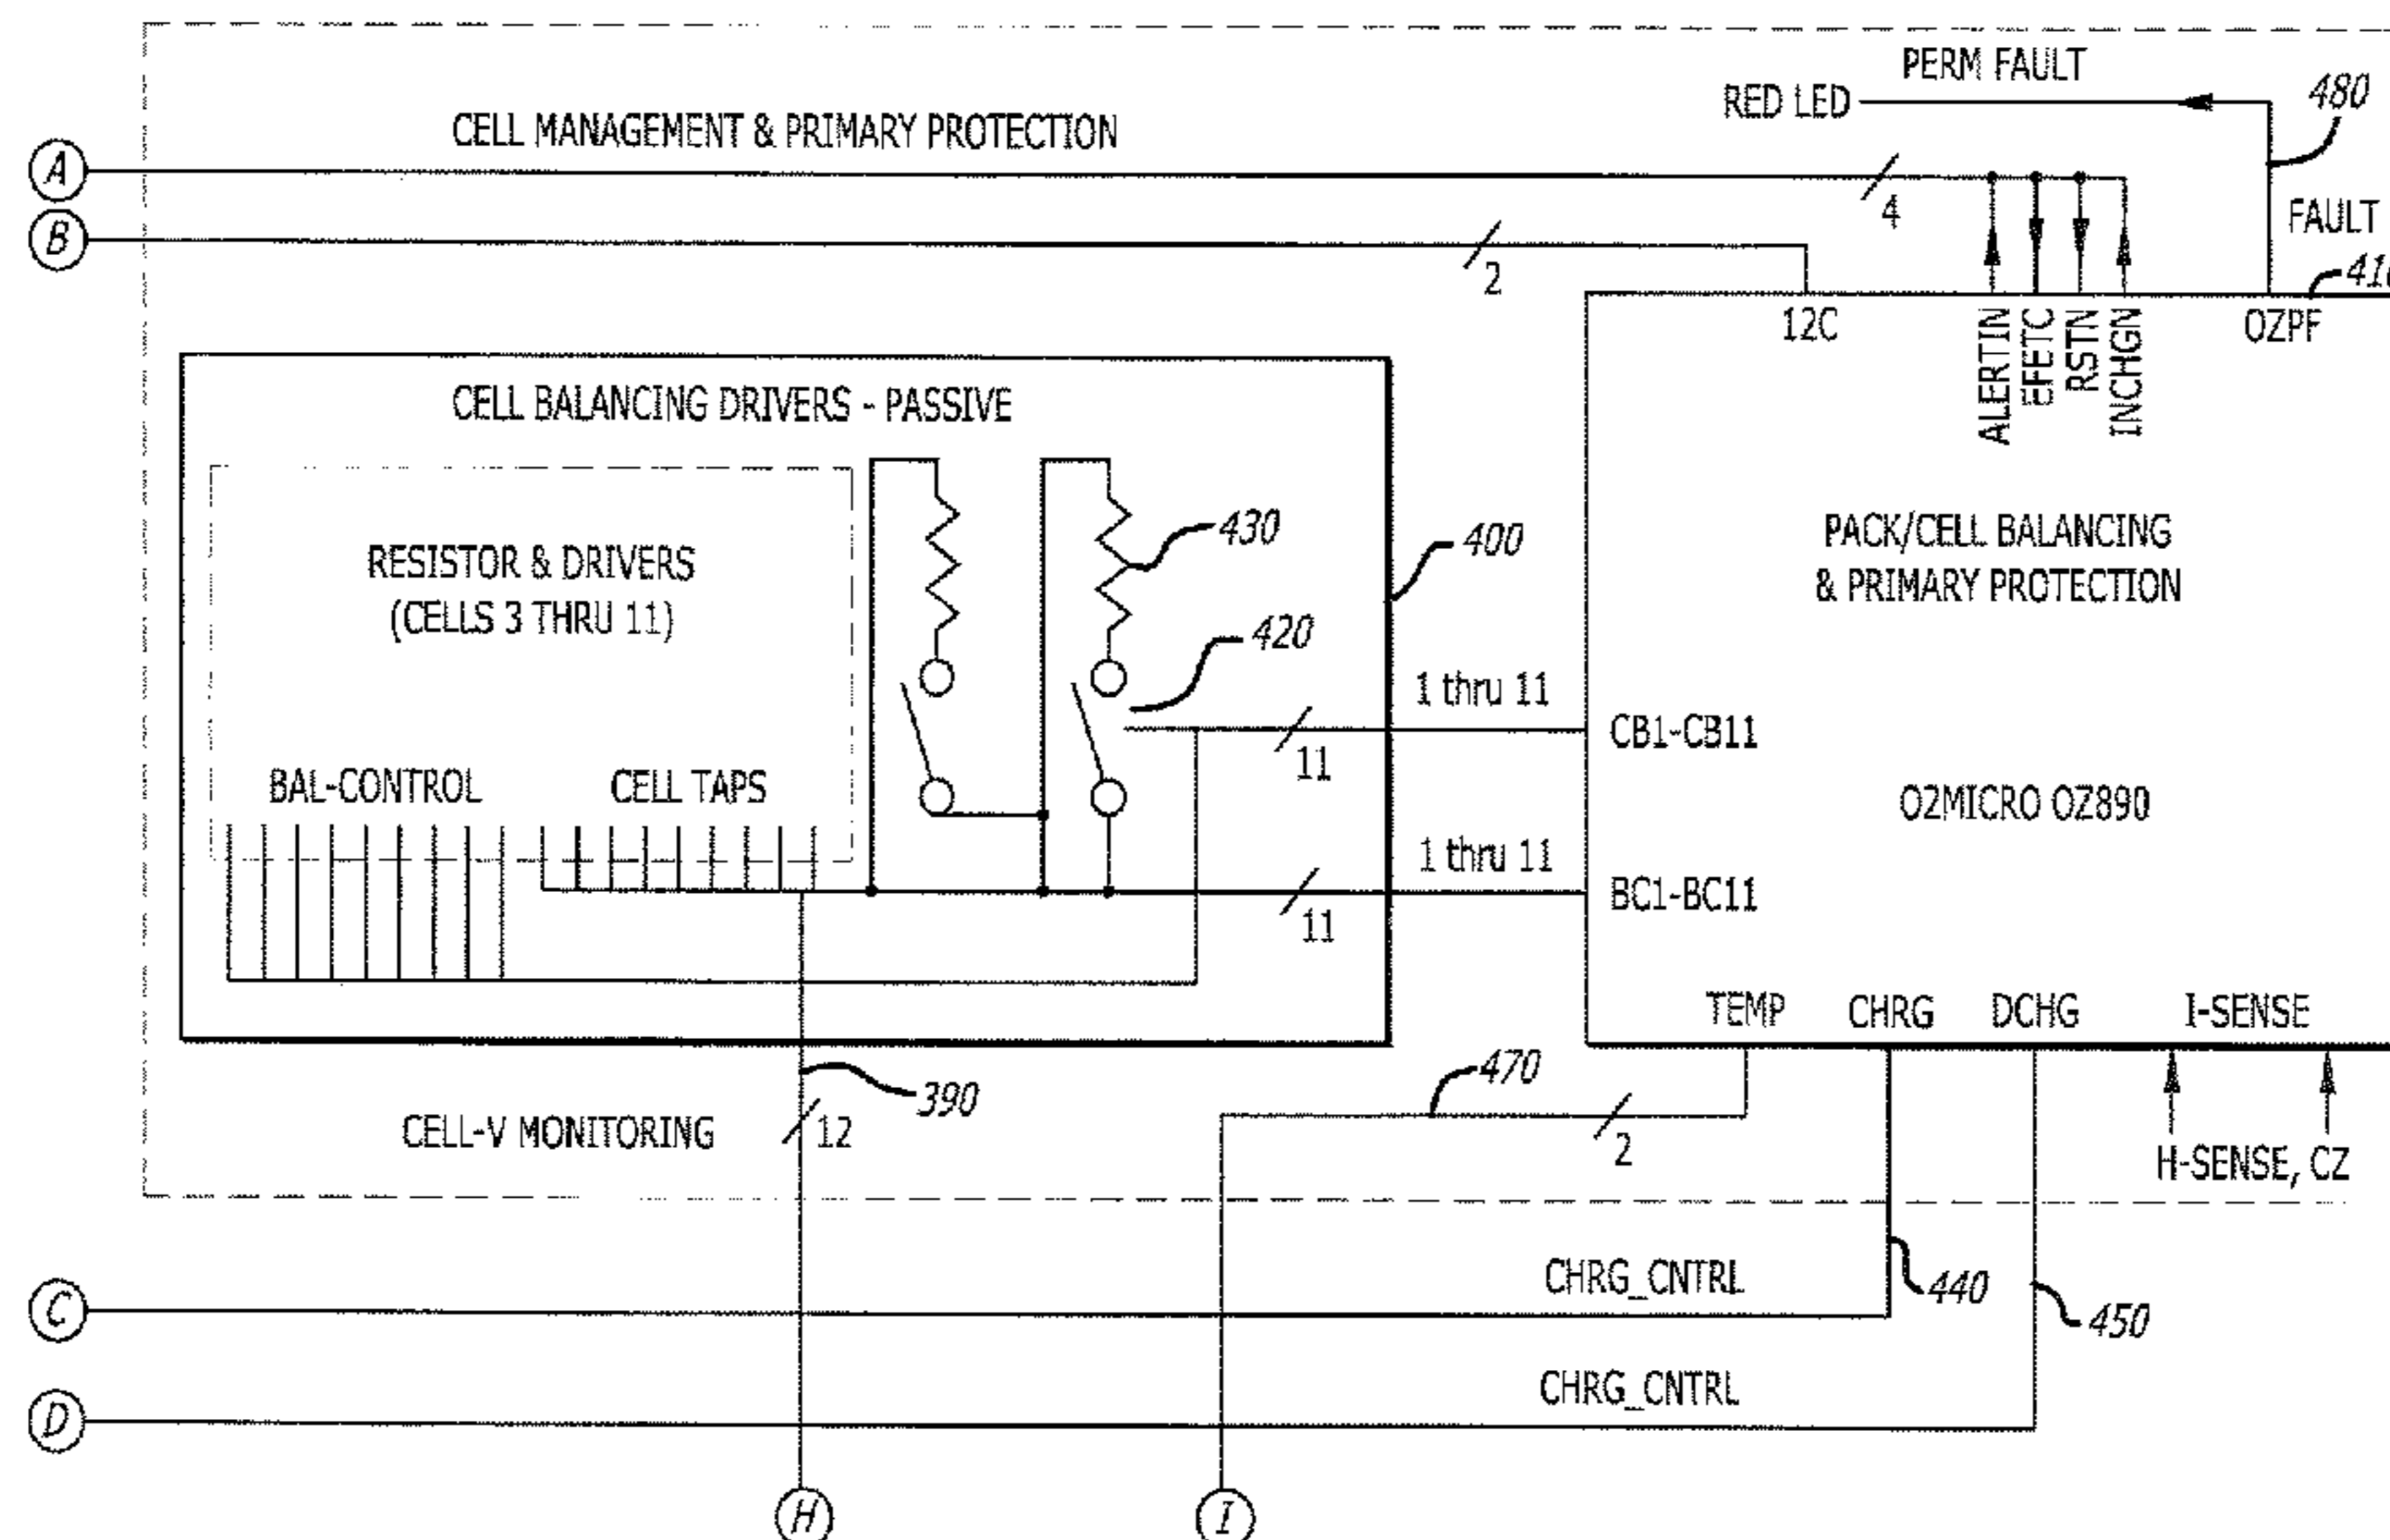 PERM FAULT
RED LED
480
CELL MANAGEMENT & PRIMARY PROTECTION
A
4
B
2
FAULT
12C
ALERTIN
EFETC
RSTN
INCHGN
OZPF
CELL BALANCING DRIVERS - PASSIVE
430
400
RESISTOR & DRIVERS
(CELLS 3 THRU 11)
PACK/CELL BALANCING
& PRIMARY PROTECTION
420
1 thru 11
CB1-CB11
11
BAL-CONTROL
CELL TAPS
O2MICRO OZ890
1 thru 11
BC1-BC11
11
TEMP
CHRG
DCHG
I-SENSE
470
390
CELL-V MONITORING
12
2
H-SENSE, CZ
CHRG_CNTRL
440
C
450
CHRG_CNTRL
D
H
I